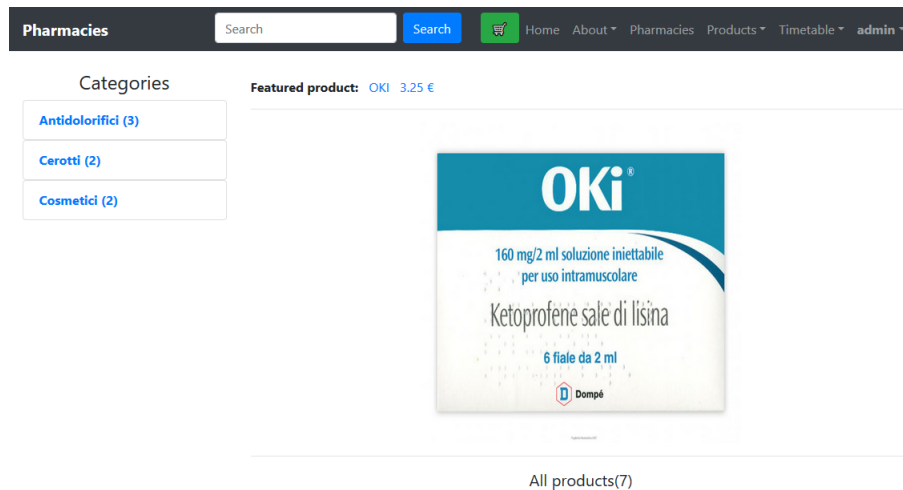 Pharmacies Search Search Home About Pharmacies Products Timetable admin
Categories
Antidolorifici (3)
Cerotti (2)
Cosmetici (2)
Featured product: OKI 3.25 €
OKi®
160 mg/2 ml soluzione iniettabile
per uso intramuscolare
Ketoprofene sale di lisina
6 fiale da 2 ml
D Dompé
All products(7)